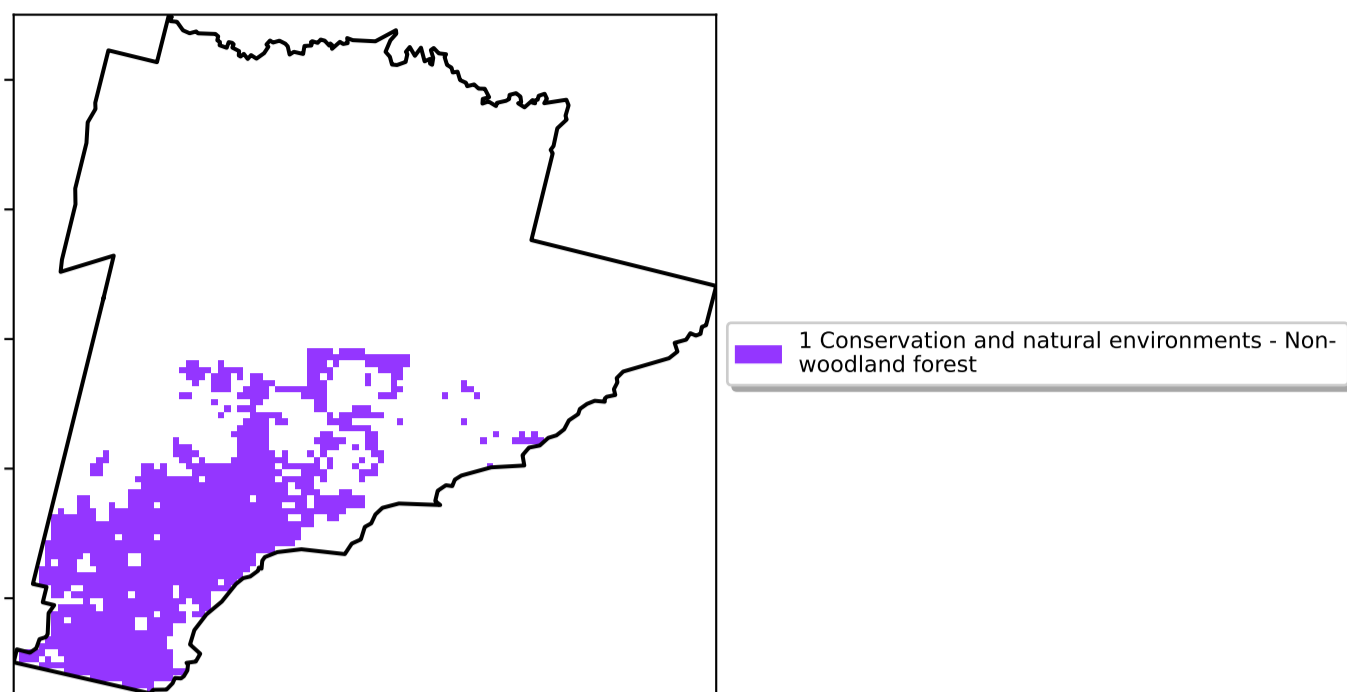 1 Conservation and natural environments - Non-
woodland forest